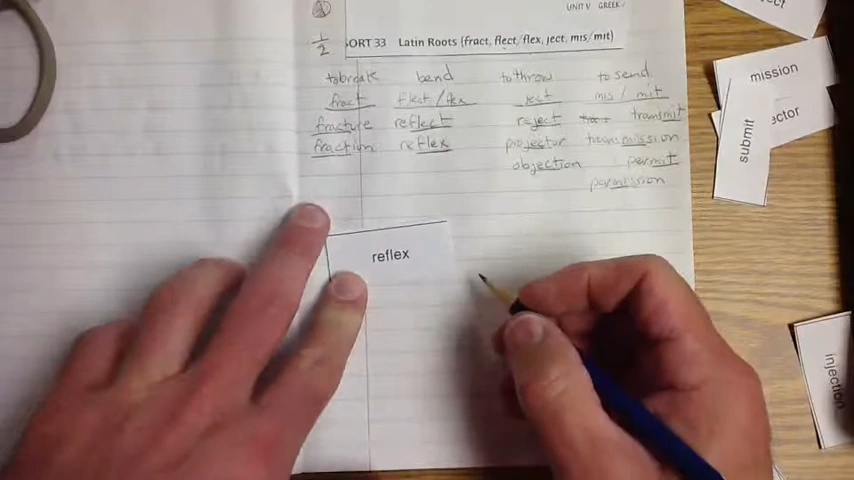 UNIT V GREEK
1/2
SORT 33 Latin Roots (fract, flect/flex, ject, mis/mit)
to break bend to throw to send
fract flect/flex ject mis / mit
fracture reflect reject transmit
fraction reflex projector transmission
objection permit
permission
reflex
mission
submit
injection